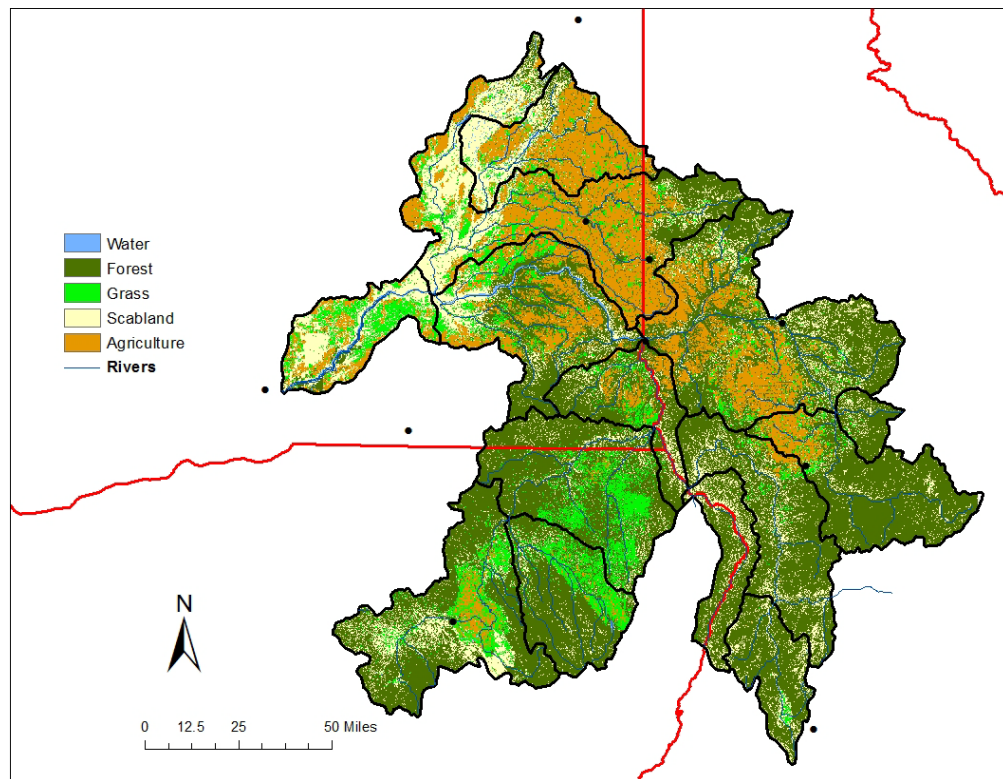 Water
Forest
Grass
Scabland
Agriculture
Rivers
N
0 12.5 25 50 Miles